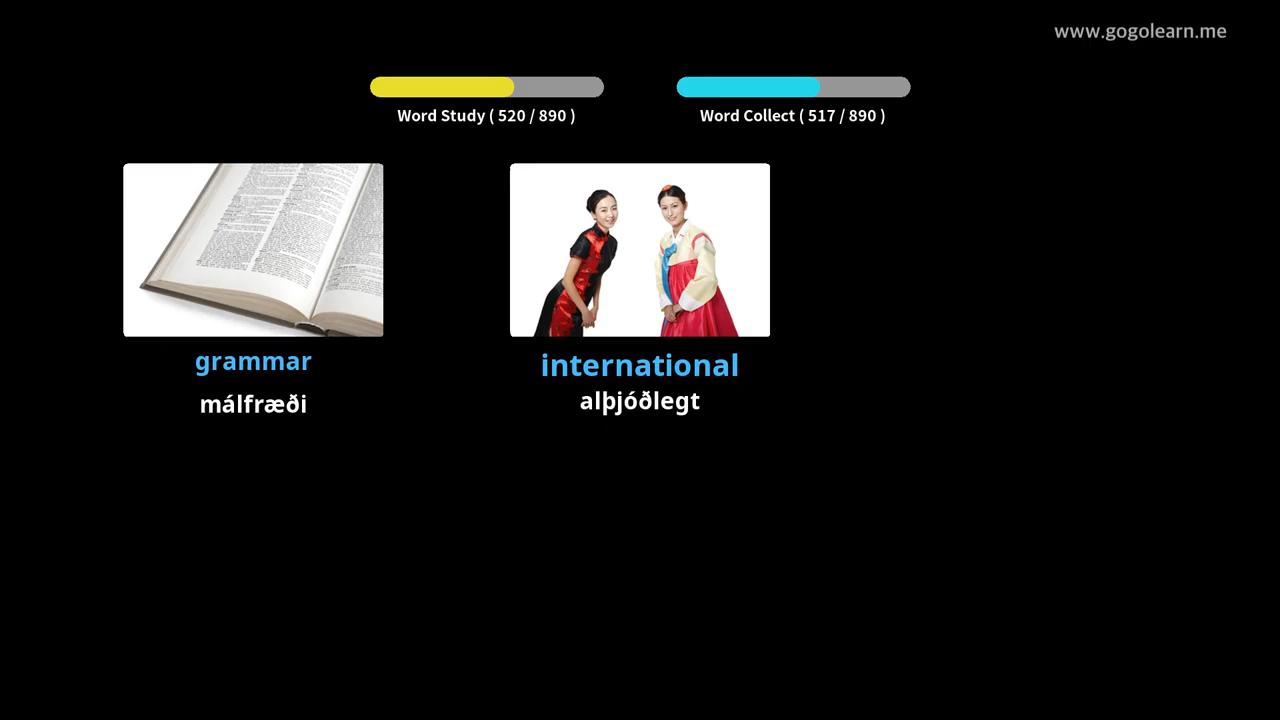 www.gogolearn.me
Word Study ( 520 / 890 )
Word Collect ( 517 / 890 )
grammar
málfræði
international
alþjóðlegt